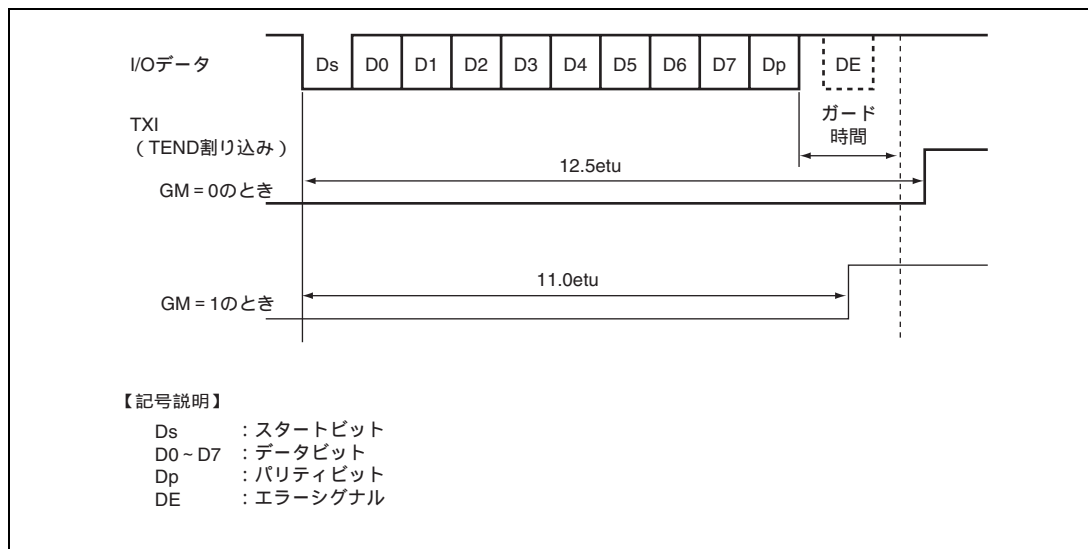 I/Oデータ
Ds D0 D1 D2 D3 D4 D5 D6 D7 Dp DE
ガード
時間
TXI
（TEND割り込み）
12.5etu
GM = 0のとき
11.0etu
GM = 1のとき
【記号説明】
Ds ：スタートビット
D0 ~ D7 ：データビット
Dp ：パリティビット
DE ：エラーシグナル